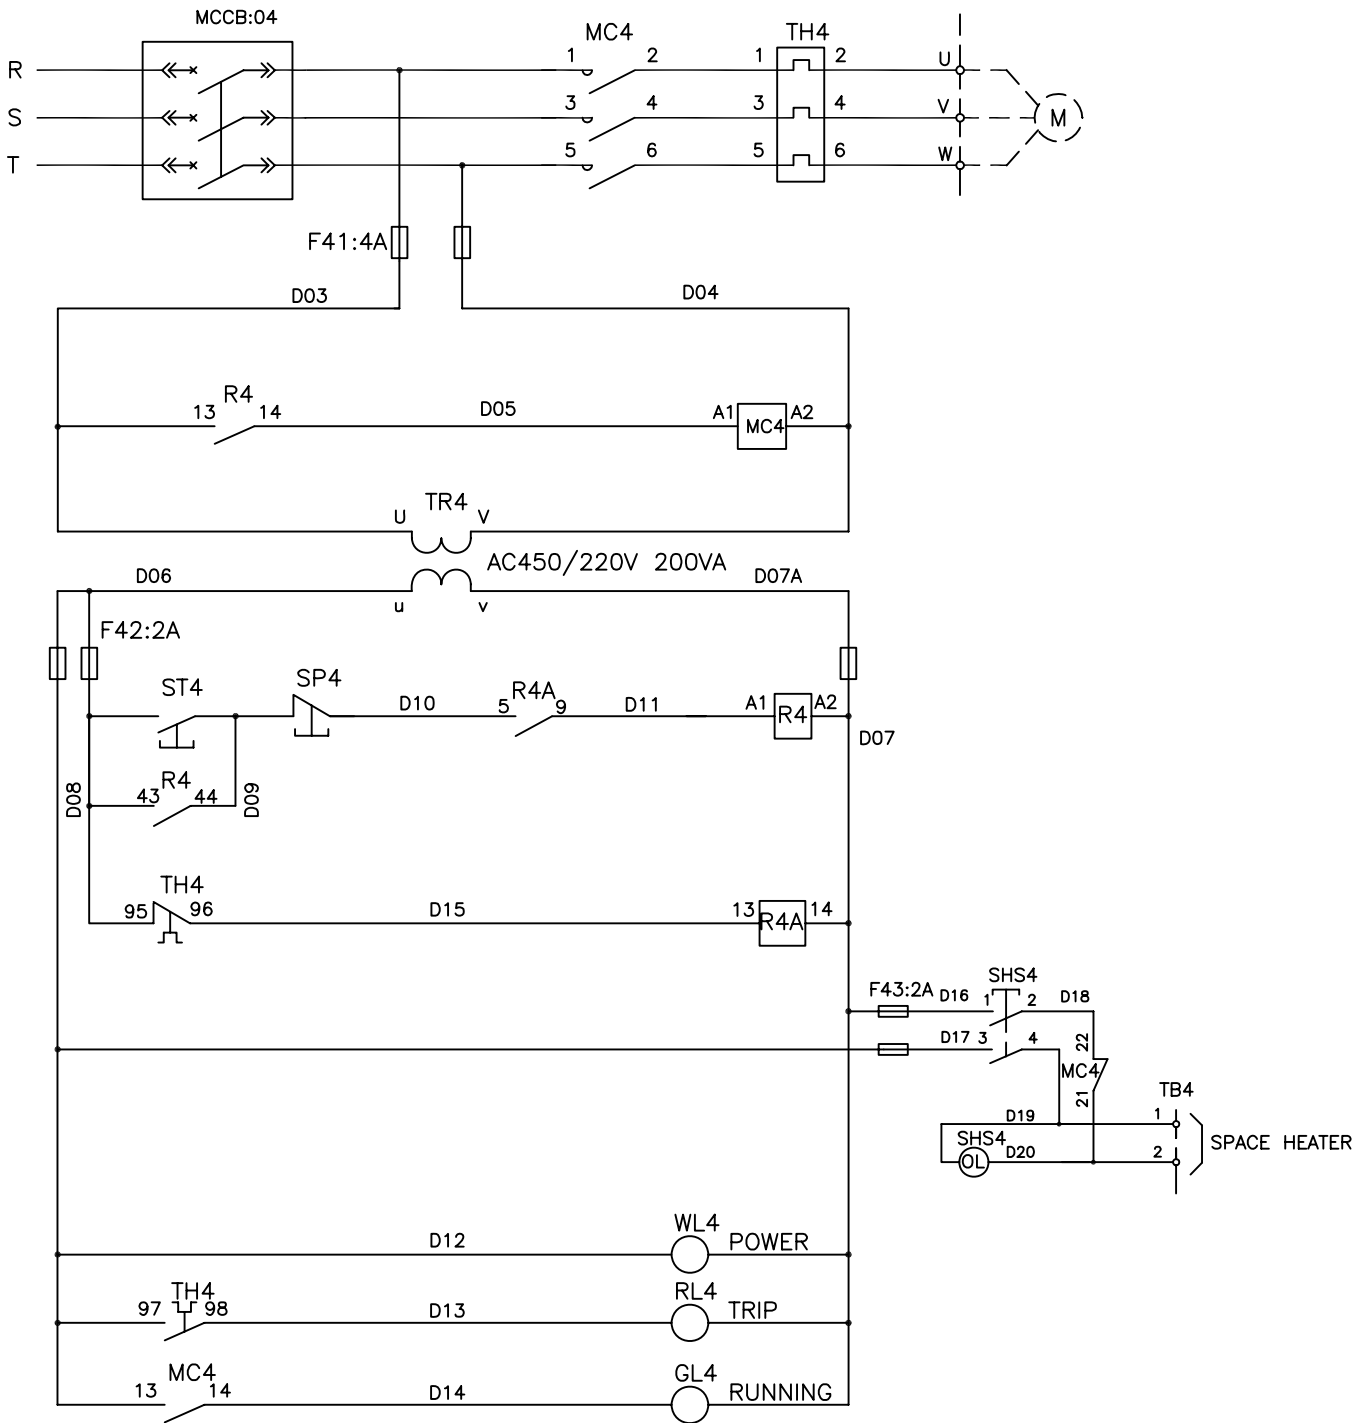 MCCB:04
MC4 TH4
R 1 2 1 2 U
S 3 4 3 4 V M
T 5 6 5 6 W
F41:4A
D03 D04
R4
13 14 D05 A1 MC4 A2
TR4
U V
AC450/220V 200VA
D06 D07A
u v
F42:2A
ST4 SP4 R4A
D10 5 9 D11 A1 R4 A2
D07
R4
D08 43 44 D09
TH4
95 96 D15 13 R4A 14
SHS4
F43:2A D16 1 2 D18
D17 3 4 22
MC4
21 TB4
D19 1
SHS4 SPACE HEATER
OL D20 2
WL4
D12 POWER
TH4 RL4
97 98 D13 TRIP
MC4 GL4
13 14 D14 RUNNING